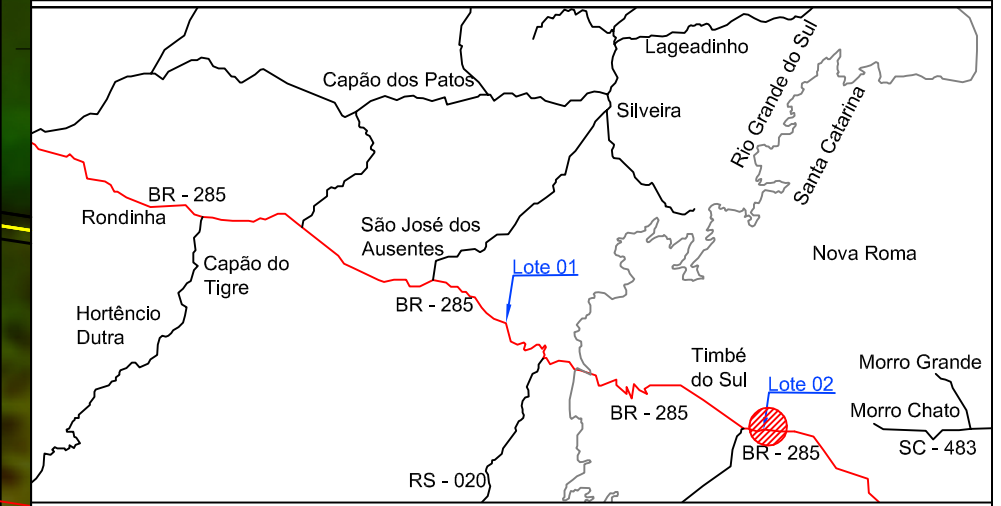 Lageadinho
Rio Grande do Sul
Capão dos Patos
Silveira
Santa Catarina
BR - 285
Rondinha
São José dos
Ausentes
Nova Roma
Capão do
Tigre
Lote 01
BR - 285
Hortêncio
Dutra
Timbé
do Sul
Morro Grande
Lote 02
BR - 285
Morro Chato
SC - 483
BR - 285
RS - 020